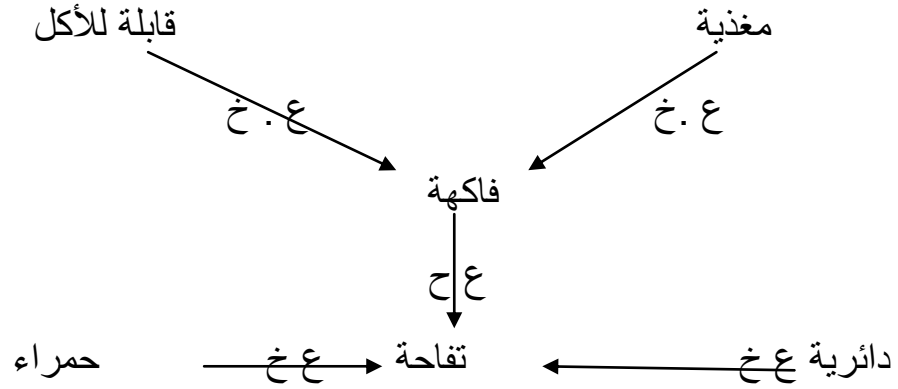 مغذية قابلة للأكل
ع .خ ع . خ
فاكهة
ع ح
دائرية ع خ تفاحة ع خ حمراء